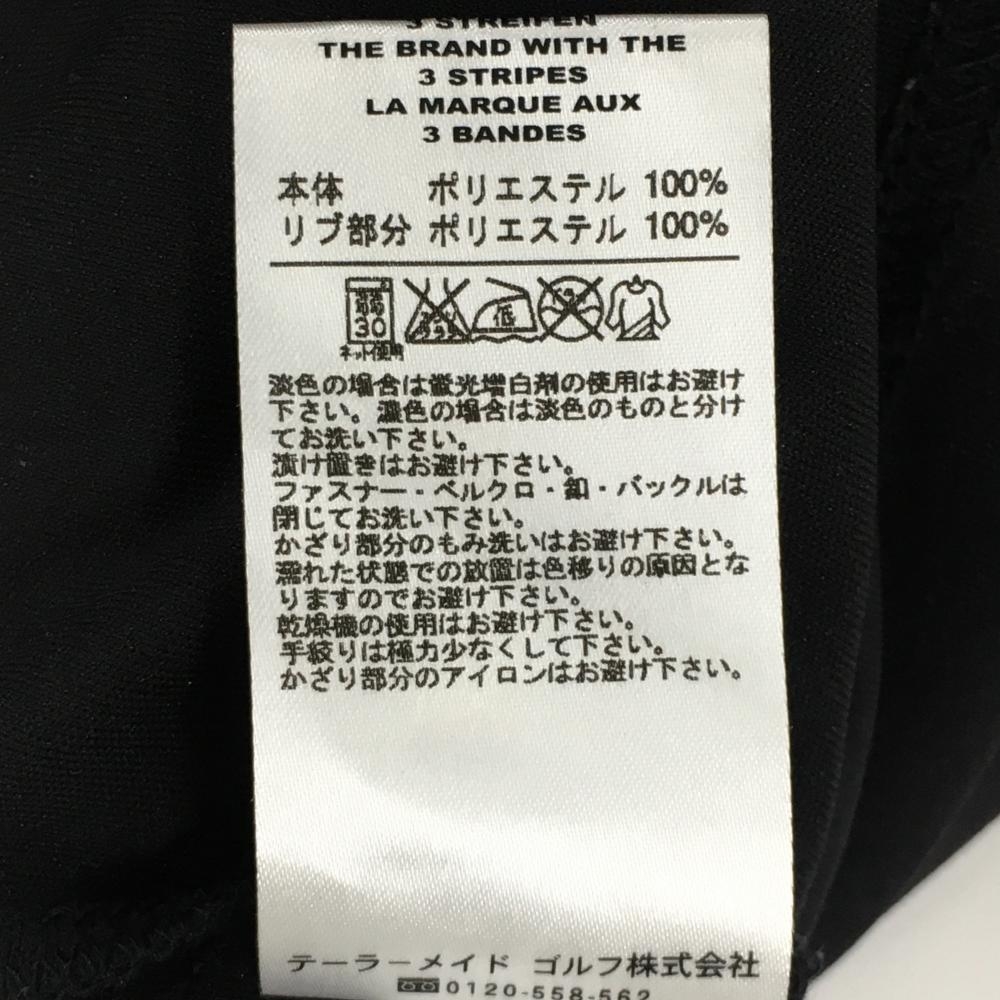 3 STREIFEN
THE BRAND WITH THE
3 STRIPES
LA MARQUE AUX
3 BANDES
本体 ポリエステル 100%
リブ部分 ポリエステル 100%
30 低
ネット使用
淡色の場合は蛍光増白剤の使用はお避け
下さい。濃色の場合は淡色のものと分け
てお洗い下さい。
漬け置きはお避け下さい。
ファスナー・ベルクロ・釦・バックルは
閉じてお洗い下さい。
かざり部分のもみ洗いはお避け下さい。
濡れた状態での放置は色移りの原因とな
りますのでお避け下さい。
乾燥機の使用はお避け下さい。
手絞りは極力少なくして下さい。
かざり部分のアイロンはお避け下さい。
テーラーメイド ゴルフ株式会社
0120-558-562